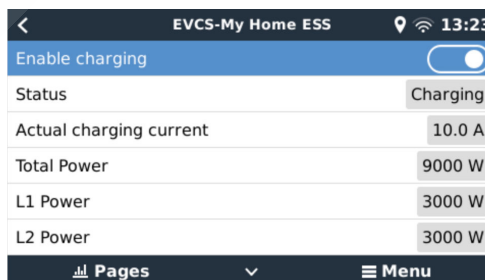 EVCS-My Home ESS 13:23
Enable charging
Status Charging
Actual charging current 10.0 A
Total Power 9000 W
L1 Power 3000 W
L2 Power 3000 W
Pages Menu